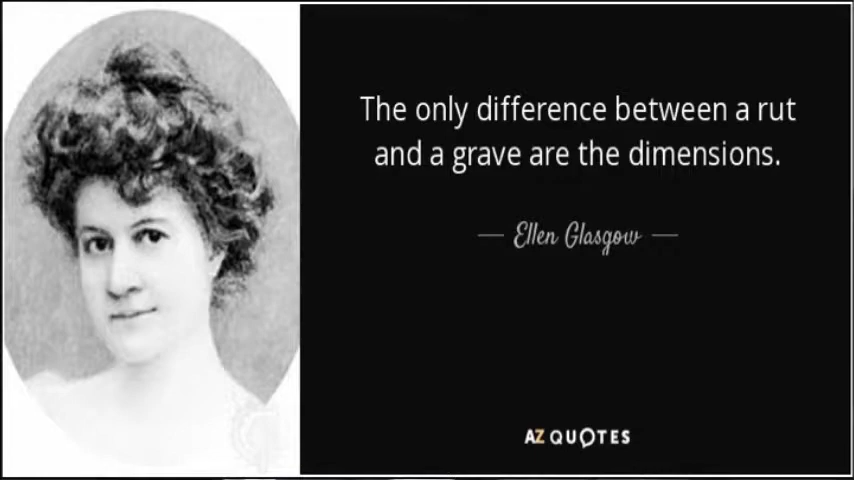 The only difference between a rut
and a grave are the dimensions.
Ellen Glasgow
AZ QUOTES